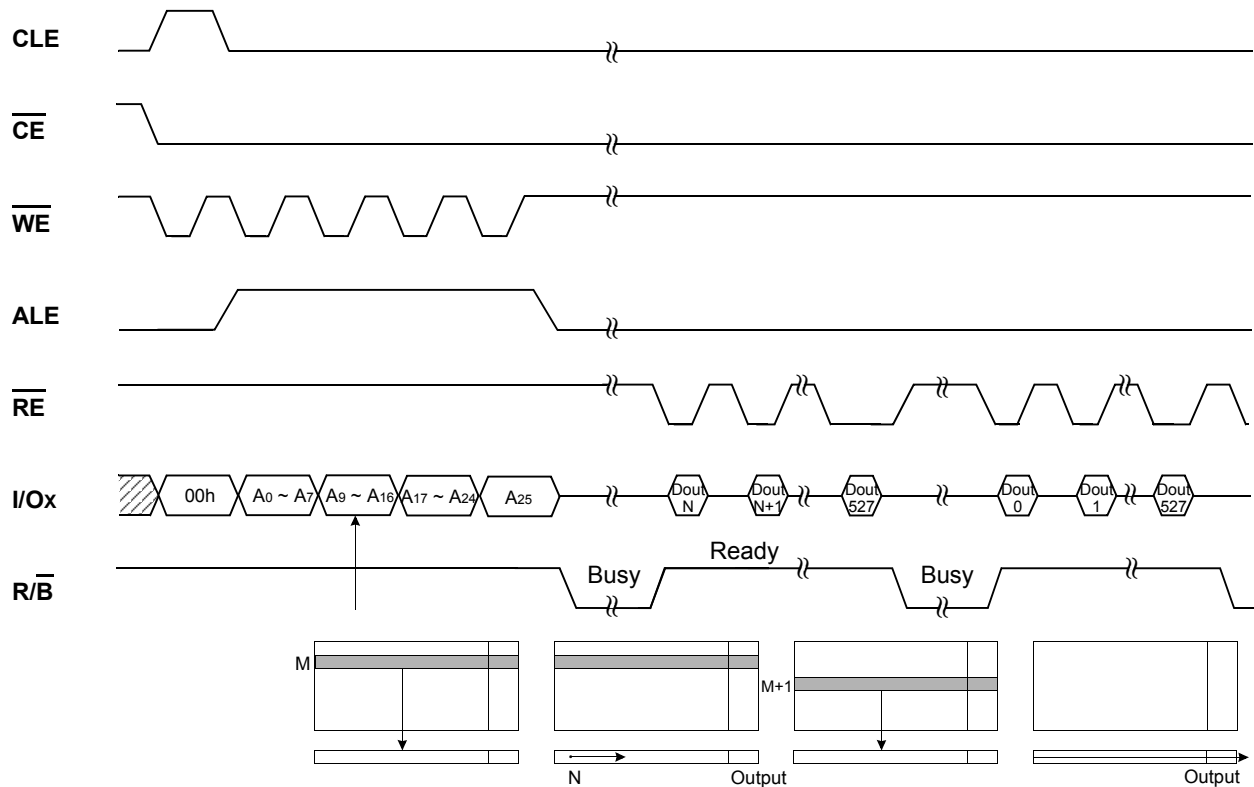 CLE
CE
WE
ALE
RE
I/Ox
00h
A0 ~ A7
A9 ~ A16
A17 ~ A24
A25
Dout
N
Dout
N+1
Dout
527
Dout
0
Dout
1
Dout
527
R/B
Busy
Ready
Busy
M
M+1
N
Output
Output